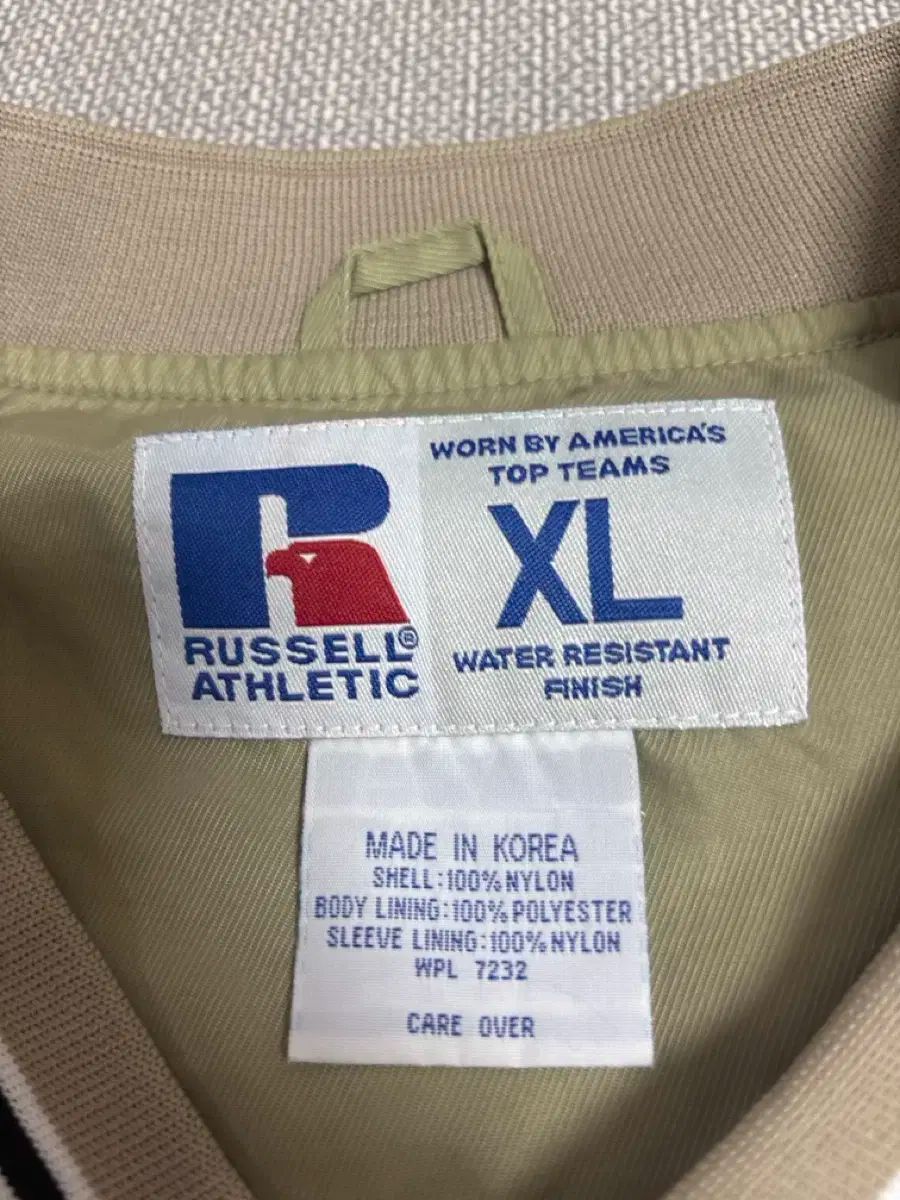 WORN BY AMERICA'S
TOP TEAMS
XL
WATER RESISTANT
FINISH
R
RUSSELL®
ATHLETIC
MADE IN KOREA
SHELL:100% NYLON
BODY LINING:100% POLYESTER
SLEEVE LINING:100% NYLON
WPL 7232
CARE OVER